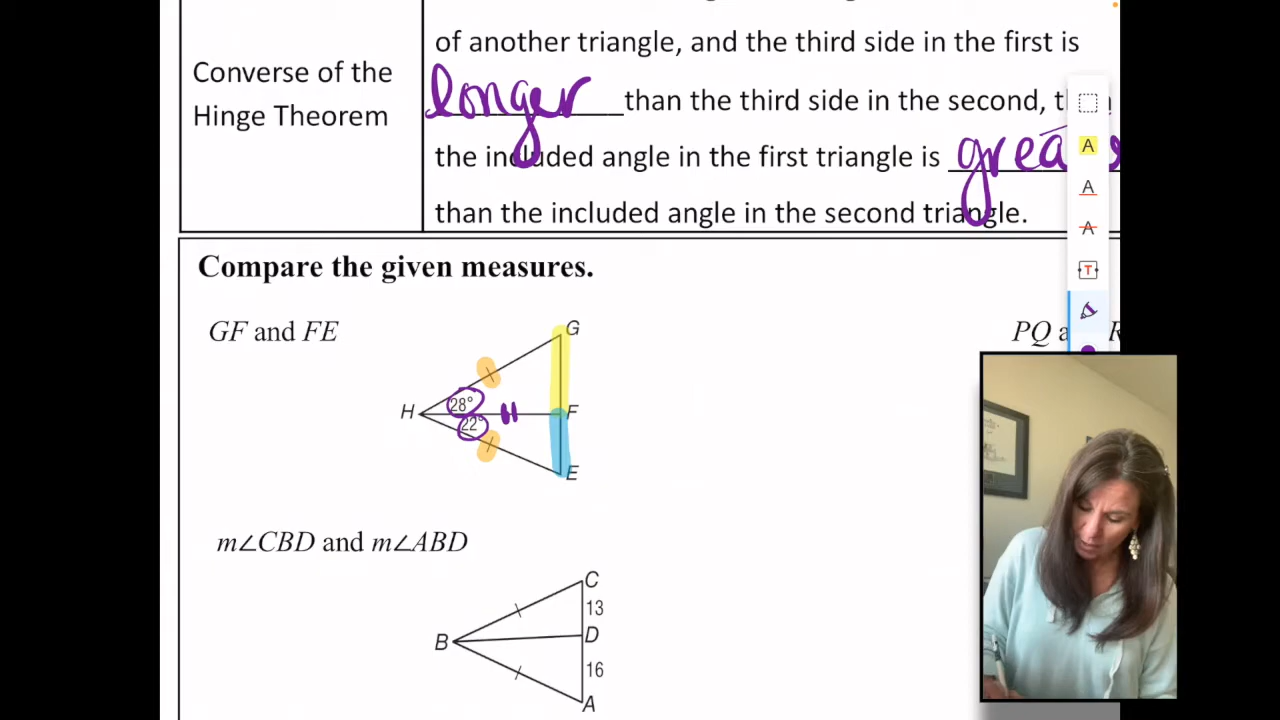 of another triangle, and the third side in the first is
Converse of the
Hinge Theorem
longer than the third side in the second,
the included angle in the first triangle is
than the included angle in the second triangle.
Compare the given measures.
GF and FE
PQ
G
H
28°
22°
F
E
m∠CBD and m∠ABD
C
13
B
D
16
A
A
A
A
T